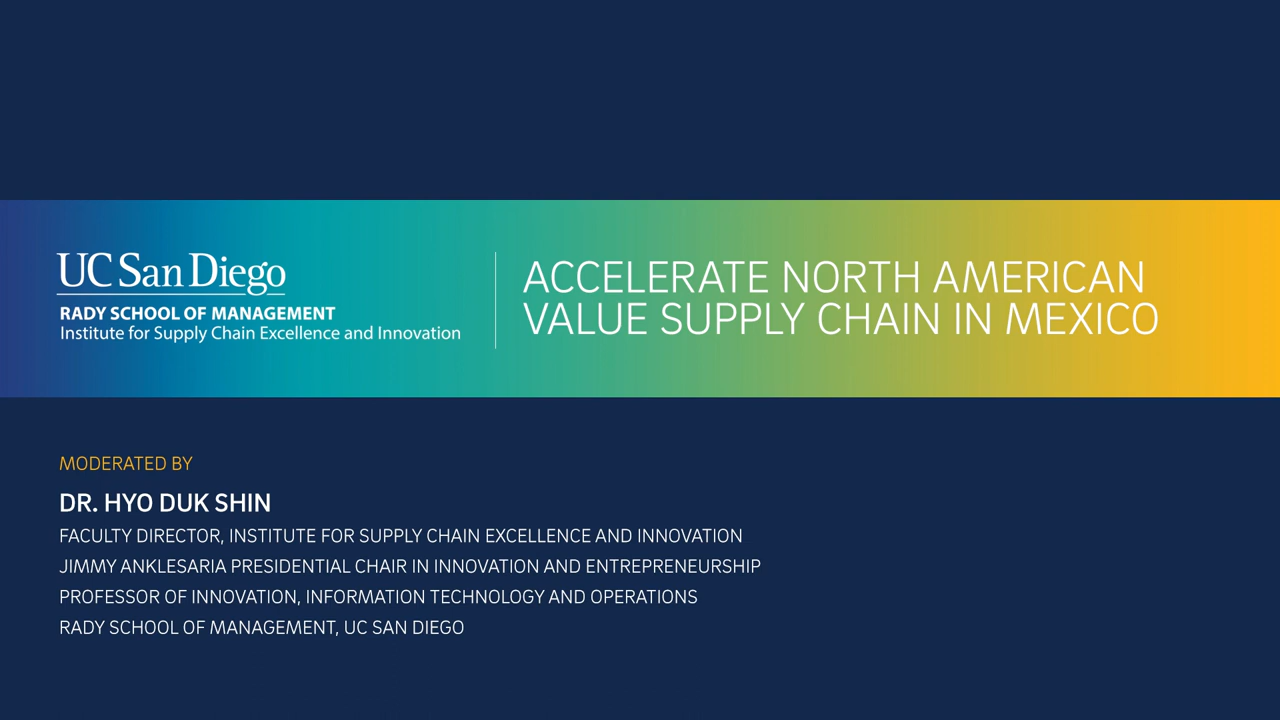 UC San Diego
RADY SCHOOL OF MANAGEMENT
Institute for Supply Chain Excellence and Innovation
ACCELERATE NORTH AMERICAN
VALUE SUPPLY CHAIN IN MEXICO
MODERATED BY
DR. HYO DUK SHIN
FACULTY DIRECTOR, INSTITUTE FOR SUPPLY CHAIN EXCELLENCE AND INNOVATION
JIMMY ANKLESARIA PRESIDENTIAL CHAIR IN INNOVATION AND ENTREPRENEURSHIP
PROFESSOR OF INNOVATION, INFORMATION TECHNOLOGY AND OPERATIONS
RADY SCHOOL OF MANAGEMENT, UC SAN DIEGO